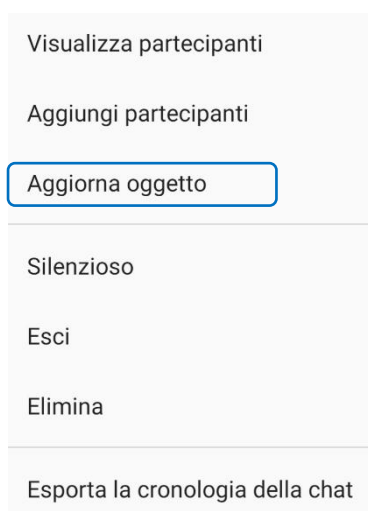 Visualizza partecipanti
Aggiungi partecipanti
Aggiorna oggetto
Silenzioso
Esci
Elimina
Esporta la cronologia della chat